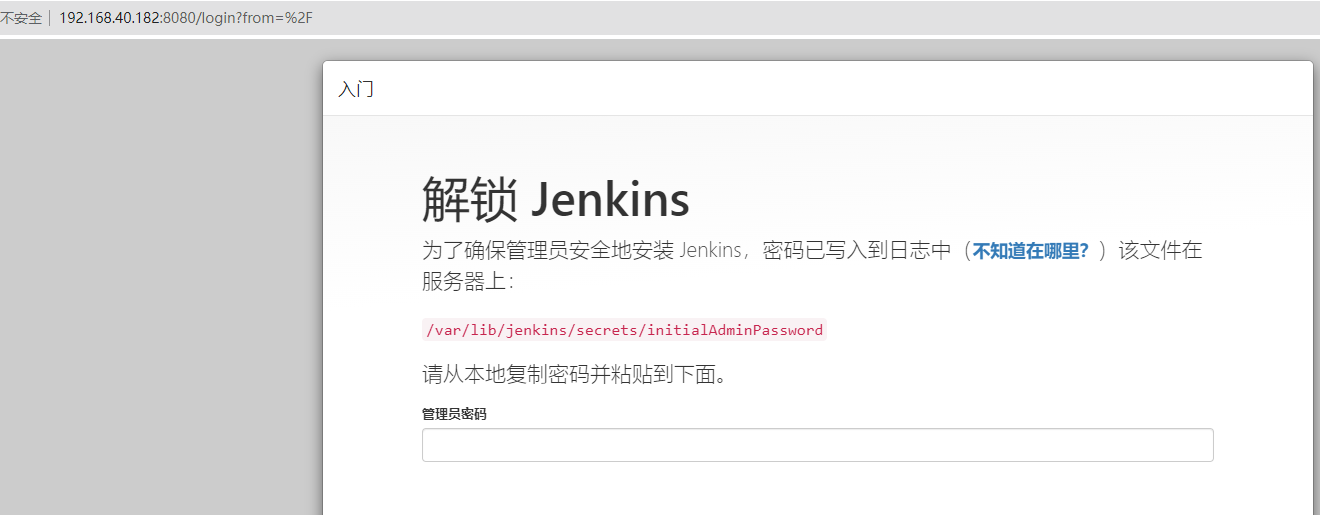 不安全 | 192.168.40.182:8080/login?from=%2F
入门
解锁 Jenkins
为了确保管理员安全地安装 Jenkins，密码已写入到日志中（不知道在哪里？）该文件在
服务器上：
/var/lib/jenkins/secrets/initialAdminPassword
请从本地复制密码并粘贴到下面。
管理员密码